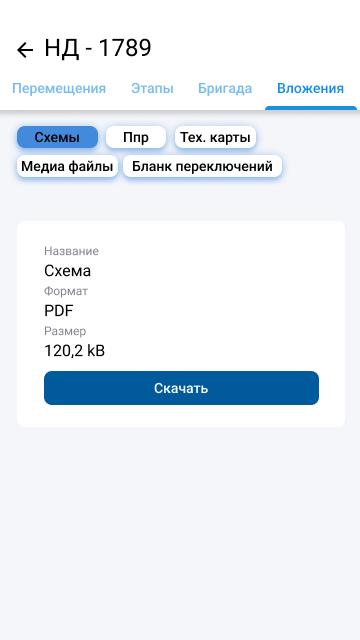 НД - 1789
Перемещения Этапы Бригада Вложения
Схемы Ппр Тех. карты
Медиа файлы Бланк переключений
Название
Схема
Формат
PDF
Размер
120,2 kB
Скачать